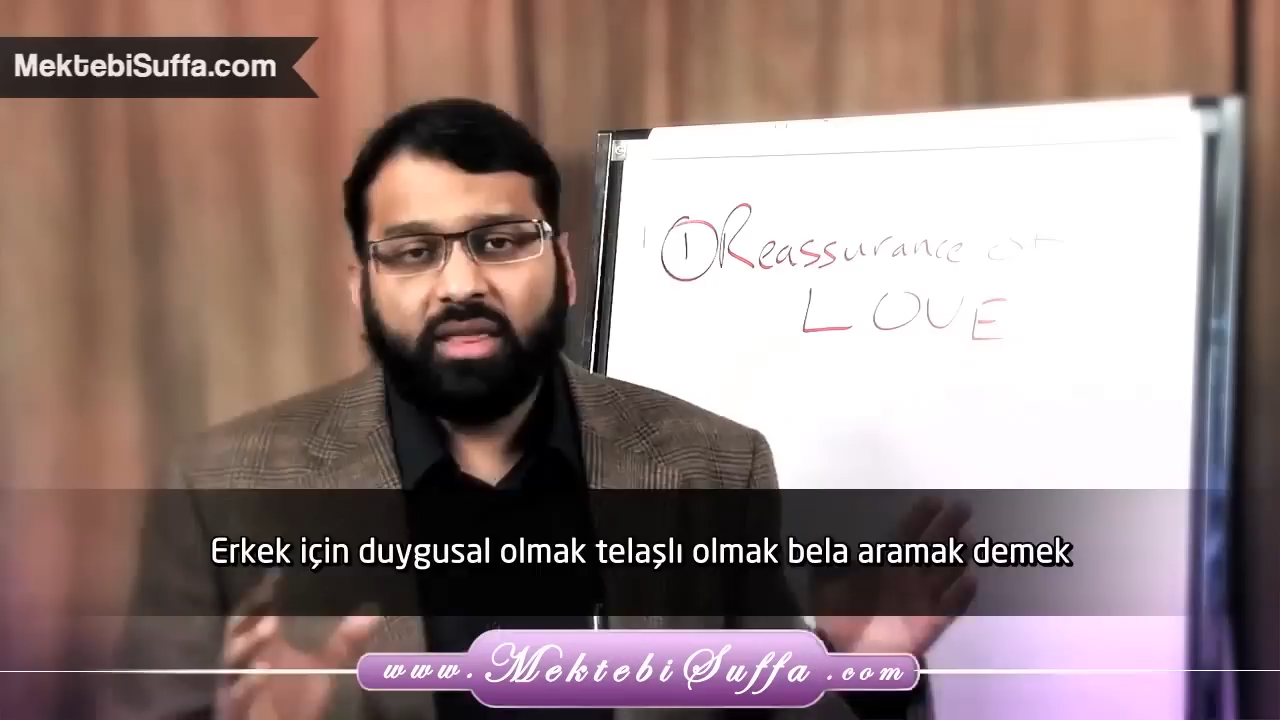 MektebiSuffa.com
① Reassurance of
LOVE
Erkek için duygusal olmak telaşlı olmak bela aramak demek
www.MektebiSuffa.com